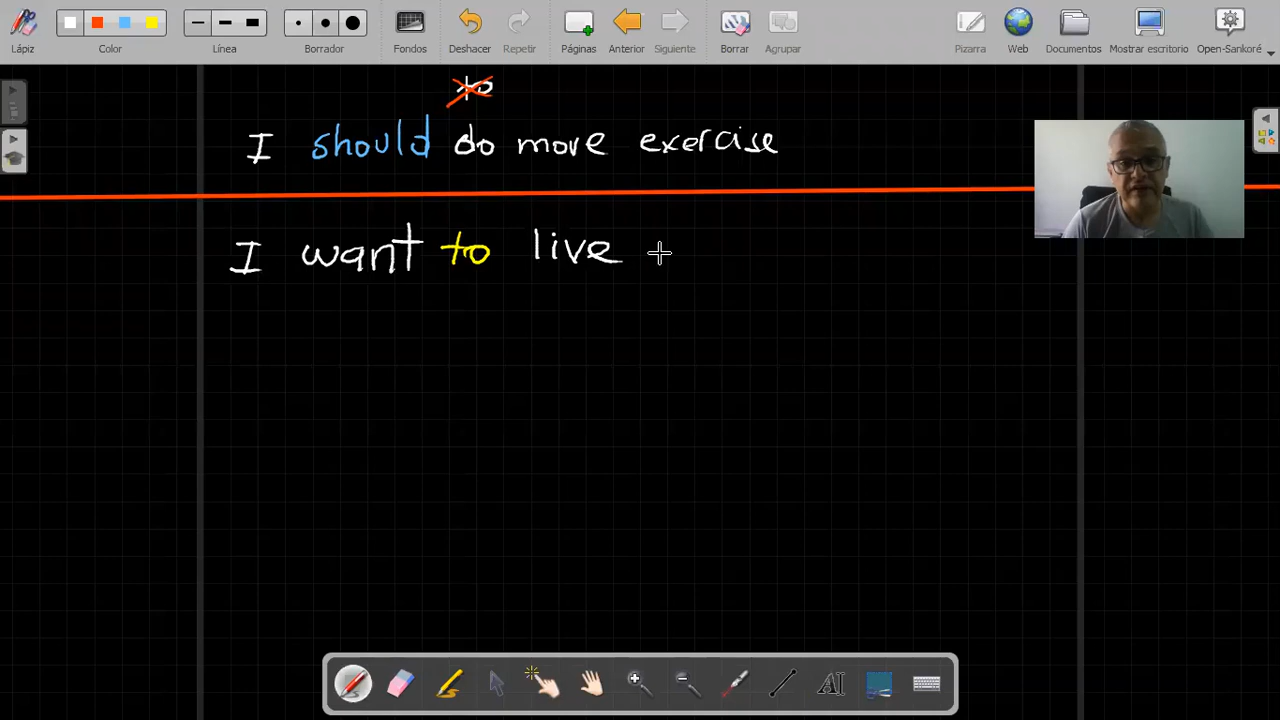 Lápiz Color Línea Borrador Fondos Deshacer Repetir Páginas Anterior Siguiente Borrar Agrupar Pizarra Web Documentos Mostrar escritorio Open-Sankoré
to
I should do more exercise
I want to live